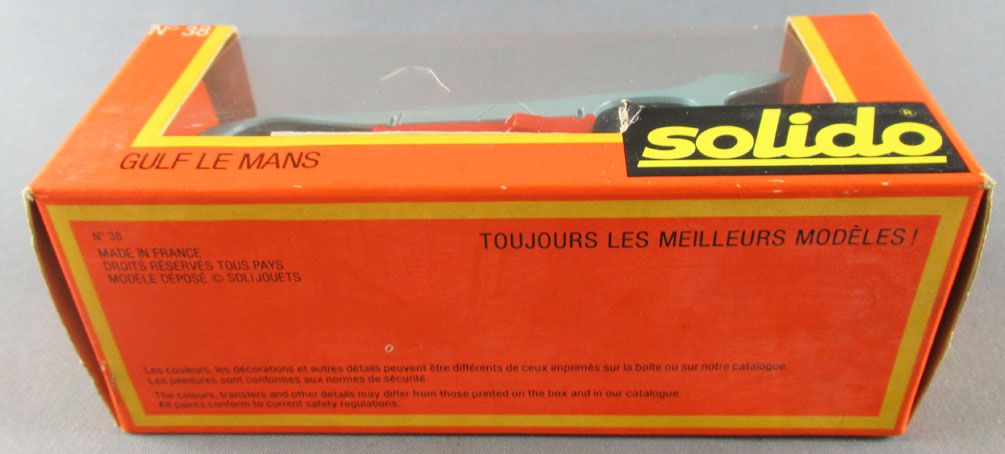 N° 38
solido ®
GULF LE MANS
N° 38
MADE IN FRANCE
DROITS RÉSERVÉS TOUS PAYS
MODÈLE DÉPOSÉ © SOLIJOUETS
TOUJOURS LES MEILLEURS MODÈLES !
Les couleurs, les décorations et autres détails peuvent être différents de ceux imprimés sur la boîte ou sur notre catalogue.
Les peintures sont conformes aux normes de sécurité.
The colours, transfers and other details may differ from those printed on the box and in our catalogue.
All paints conform to current safety regulations.